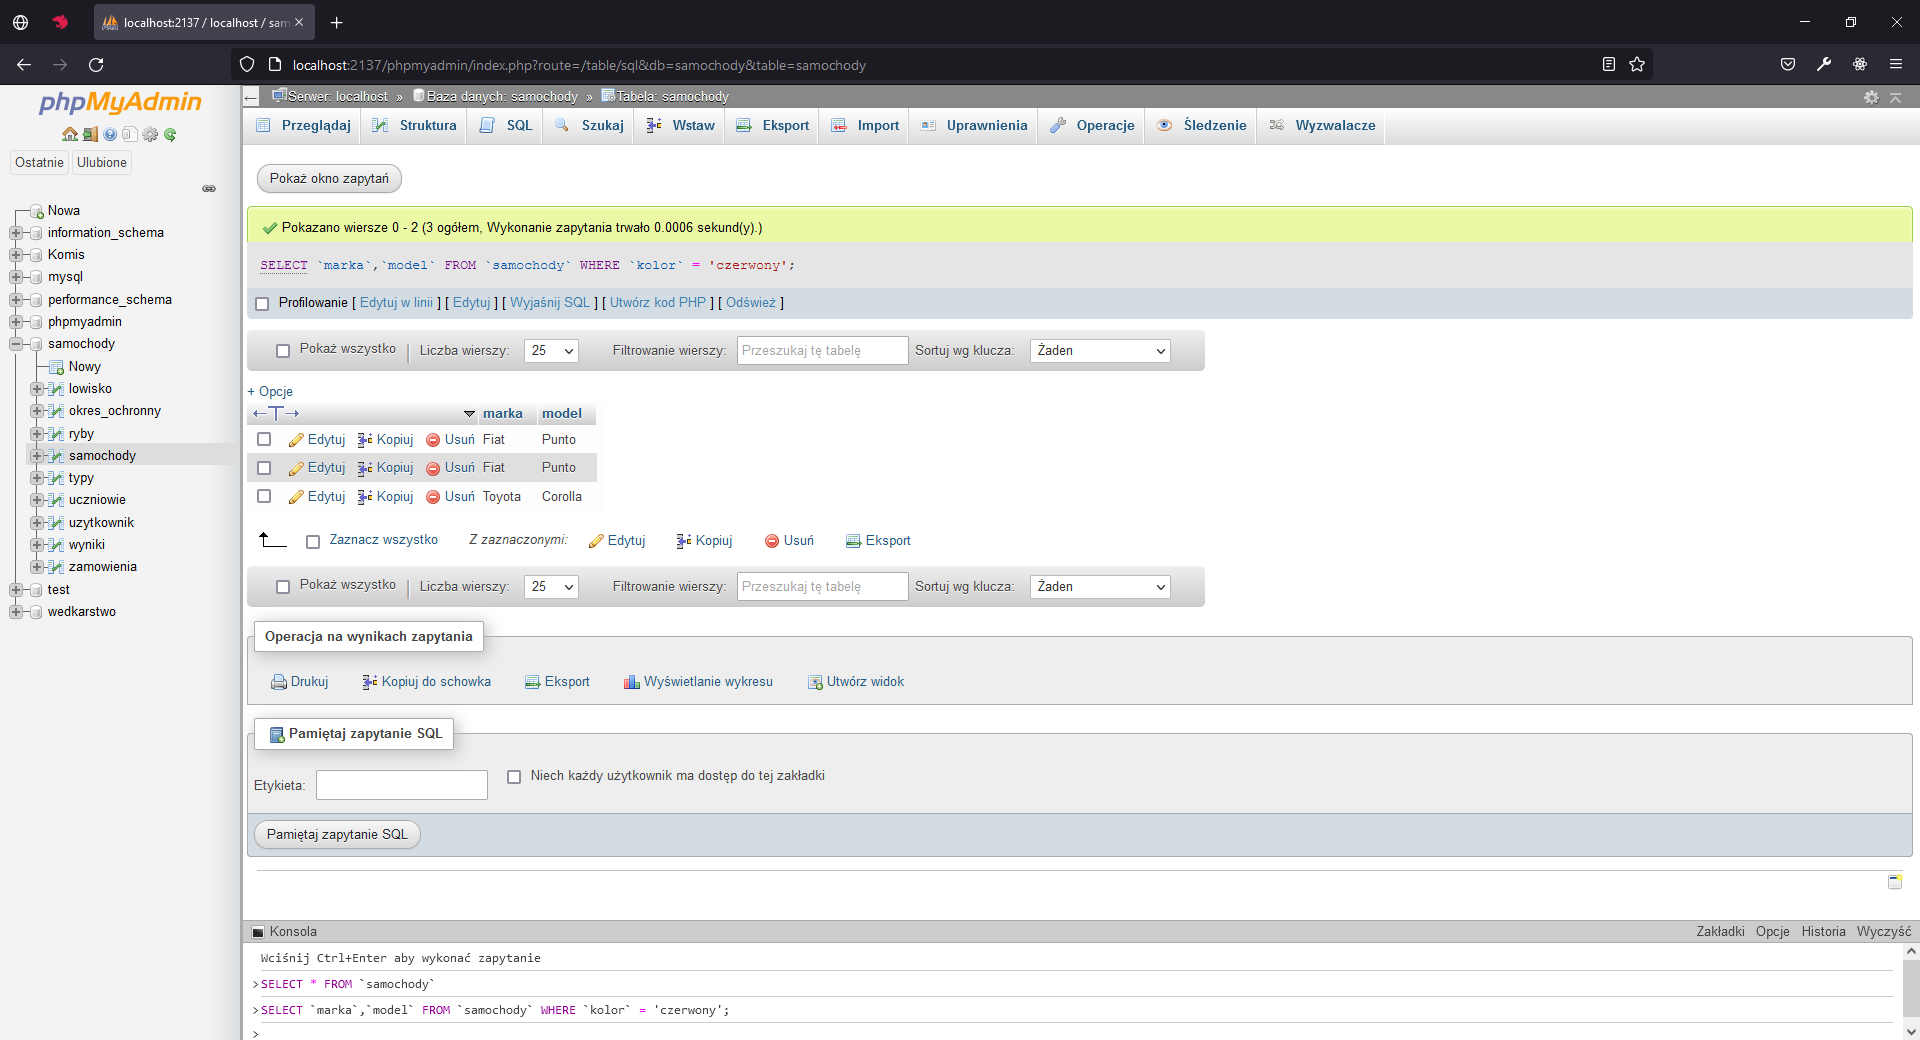 localhost:2137 / localhost / sam
localhost:2137/phpmyadmin/index.php?route=/table/sql&db=samochody&table=samochody
phpMyAdmin
Ostatnie Ulubione
Nowa
information_schema
Komis
mysql
performance_schema
phpmyadmin
samochody
Nowy
lowisko
okres_ochronny
ryby
samochody
typy
uczniowie
uzytkownik
wyniki
zamowienia
test
wedkarstwo
Serwer: localhost » Baza danych: samochody » Tabela: samochody
Przeglądaj Struktura SQL Szukaj Wstaw Eksport Import Uprawnienia Operacje Śledzenie Wyzwalacze
Pokaż okno zapytań
Pokazano wiersze 0 - 2 (3 ogółem, Wykonanie zapytania trwało 0.0006 sekund(y).)
SELECT `marka`,`model` FROM `samochody` WHERE `kolor` = 'czerwony';
Profilowanie [ Edytuj w linii ] [ Edytuj ] [ Wyjaśnij SQL ] [ Utwórz kod PHP ] [ Odśwież ]
Pokaż wszystko | Liczba wierszy: 25 Filtrowanie wierszy: Przeszukaj tę tabelę Sortuj wg klucza: Żaden
+ Opcje
←T→ marka model
Edytuj Kopiuj Usuń Fiat Punto
Edytuj Kopiuj Usuń Fiat Punto
Edytuj Kopiuj Usuń Toyota Corolla
Zaznacz wszystko Z zaznaczonymi: Edytuj Kopiuj Usuń Eksport
Pokaż wszystko | Liczba wierszy: 25 Filtrowanie wierszy: Przeszukaj tę tabelę Sortuj wg klucza: Żaden
Operacja na wynikach zapytania
Drukuj Kopiuj do schowka Eksport Wyświetlanie wykresu Utwórz widok
Pamiętaj zapytanie SQL
Etykieta: Niech każdy użytkownik ma dostęp do tej zakładki
Pamiętaj zapytanie SQL
Konsola Zakładki Opcje Historia Wyczyść
Wciśnij Ctrl+Enter aby wykonać zapytanie
>SELECT * FROM `samochody`
>SELECT `marka`,`model` FROM `samochody` WHERE `kolor` = 'czerwony';
>